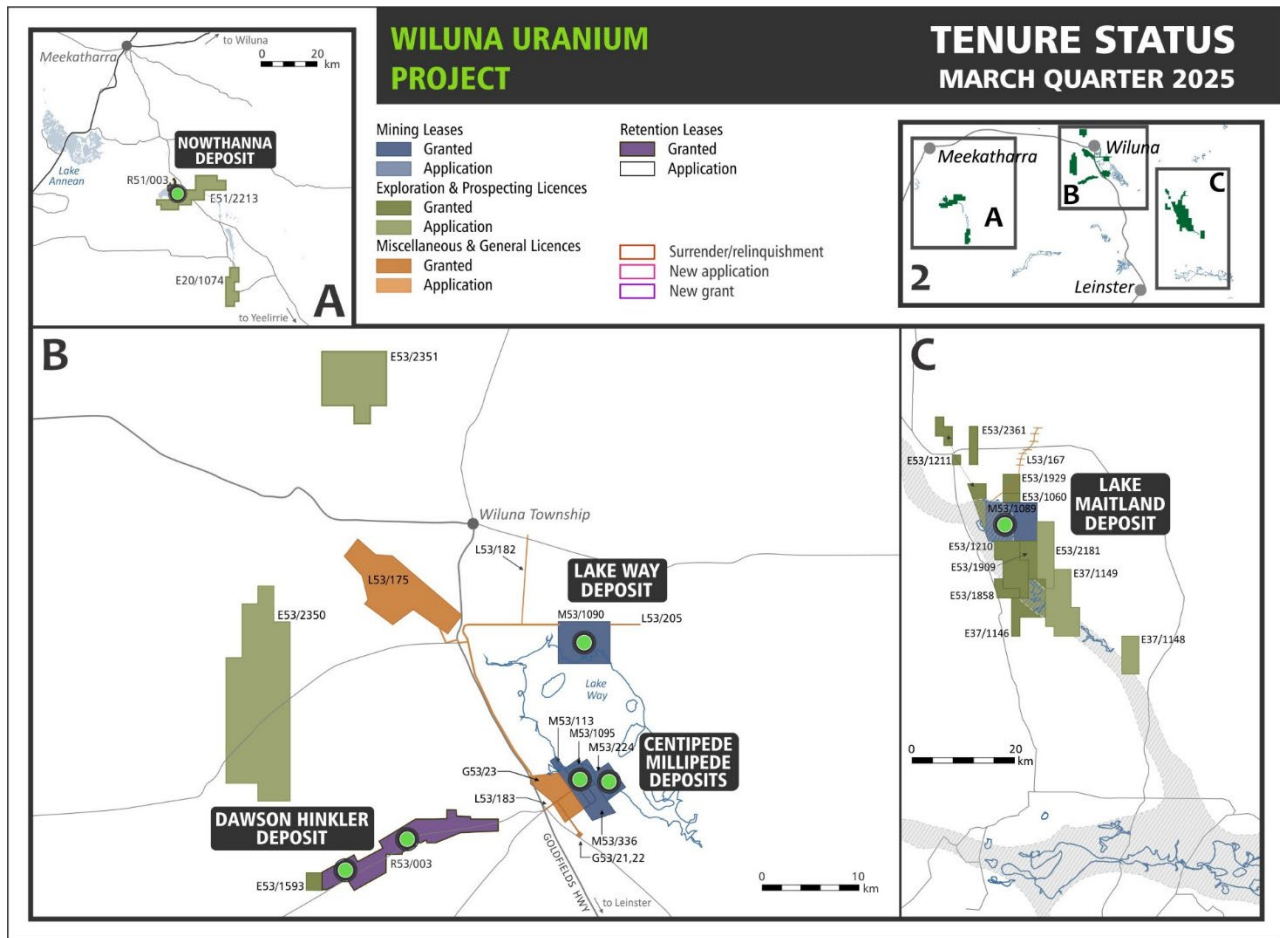 WILUNA URANIUM
PROJECT
TENURE STATUS
MARCH QUARTER 2025
Mining Leases
Granted
Application
Exploration & Prospecting Licences
Granted
Application
Miscellaneous & General Licences
Granted
Application
Retention Leases
Granted
Application
Surrender/relinquishment
New application
New grant
Meekatharra
to Wiluna
0 20
km
NOWTHANNA
DEPOSIT
Lake
Annean
R51/003
E51/2213
E20/1074
to Yeelirrie
A
Meekatharra
Wiluna
B
C
A
2
Leinster
B
E53/2351
Wiluna Township
L53/182
L53/175
LAKE WAY
DEPOSIT
M53/1090
L53/205
E53/2350
Lake
Way
M53/113
M53/1095
M53/224
CENTIPEDE
MILLIPEDE
DEPOSITS
G53/23
L53/183
DAWSON HINKLER
DEPOSIT
M53/336
R53/003
G53/21,22
E53/1593
GOLDFIELDS HWY
to Leinster
0 10
km
C
E53/2361
E53/1211
L53/167
E53/1929
E53/1060
M53/1089
LAKE
MAITLAND
DEPOSIT
E53/1210
E53/2181
E53/1909
E37/1149
E53/1858
E37/1146
E37/1148
0 20
km